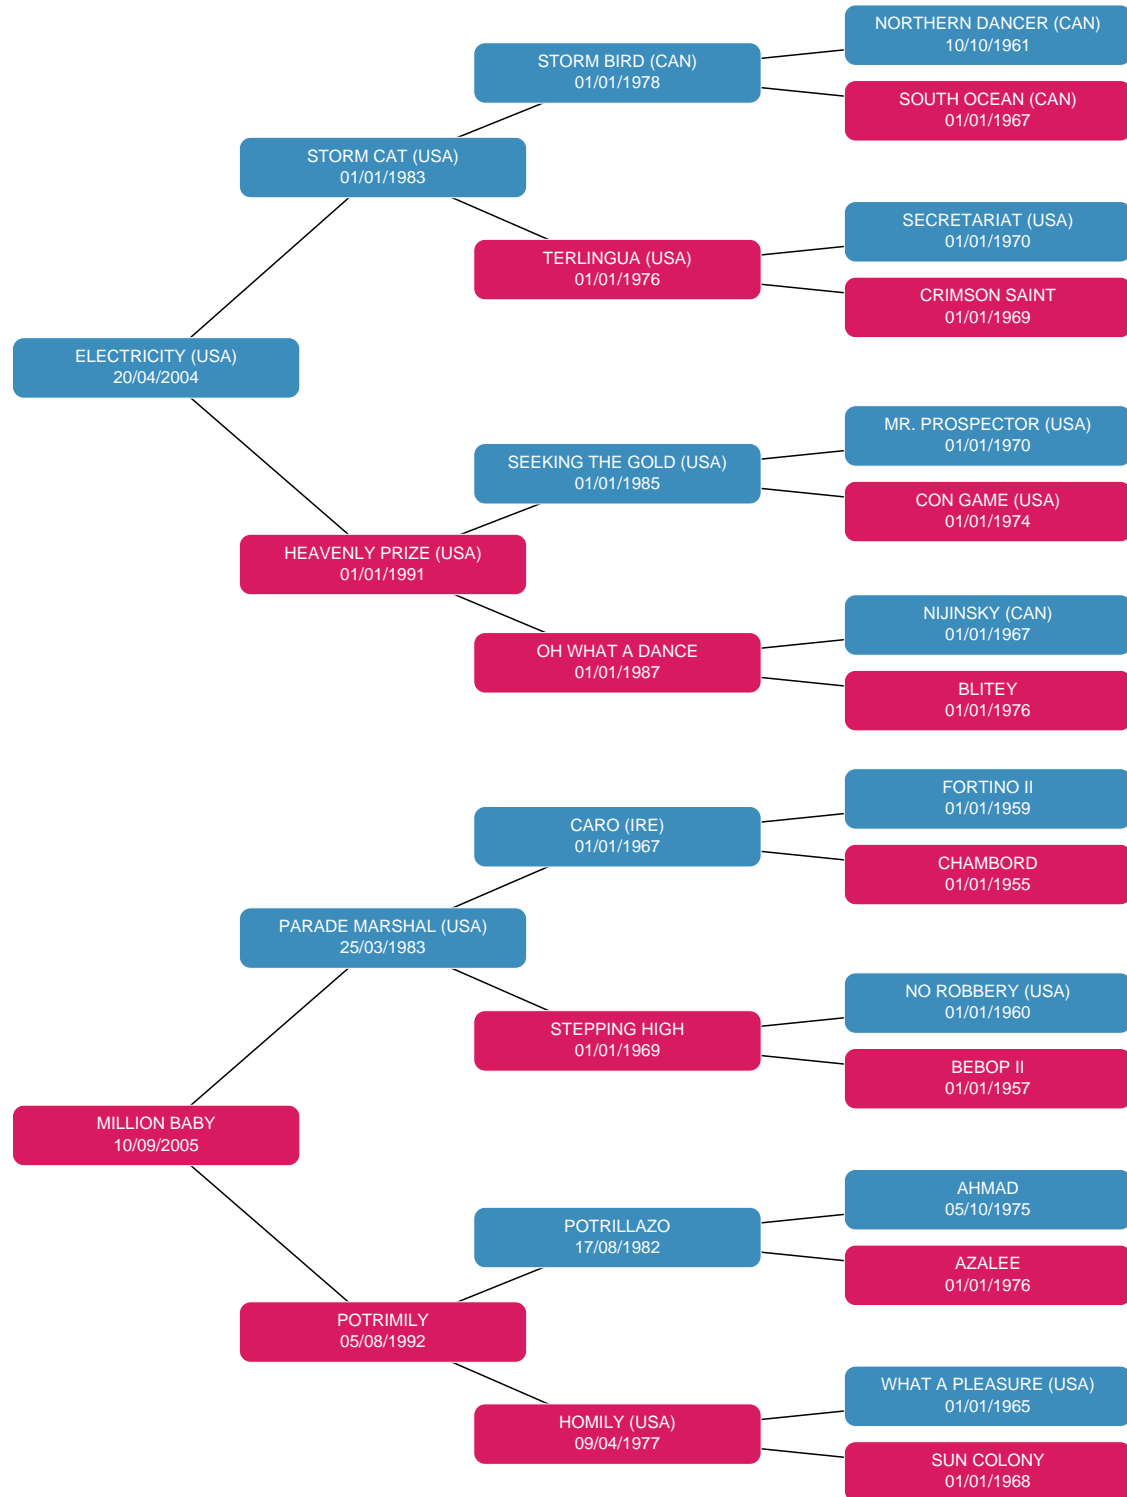 NORTHERN DANCER (CAN)
10/10/1961
STORM BIRD (CAN)
01/01/1978
SOUTH OCEAN (CAN)
01/01/1967
STORM CAT (USA)
01/01/1983
SECRETARIAT (USA)
01/01/1970
TERLINGUA (USA)
01/01/1976
CRIMSON SAINT
01/01/1969
ELECTRICITY (USA)
20/04/2004
MR. PROSPECTOR (USA)
01/01/1970
SEEKING THE GOLD (USA)
01/01/1985
CON GAME (USA)
01/01/1974
HEAVENLY PRIZE (USA)
01/01/1991
NIJINSKY (CAN)
01/01/1967
OH WHAT A DANCE
01/01/1987
BLITEY
01/01/1976
FORTINO II
01/01/1959
CARO (IRE)
01/01/1967
CHAMBORD
01/01/1955
PARADE MARSHAL (USA)
25/03/1983
NO ROBBERY (USA)
01/01/1960
STEPPING HIGH
01/01/1969
BEBOP II
01/01/1957
MILLION BABY
10/09/2005
AHMAD
05/10/1975
POTRILLAZO
17/08/1982
AZALEE
01/01/1976
POTRIMILY
05/08/1992
WHAT A PLEASURE (USA)
01/01/1965
HOMILY (USA)
09/04/1977
SUN COLONY
01/01/1968